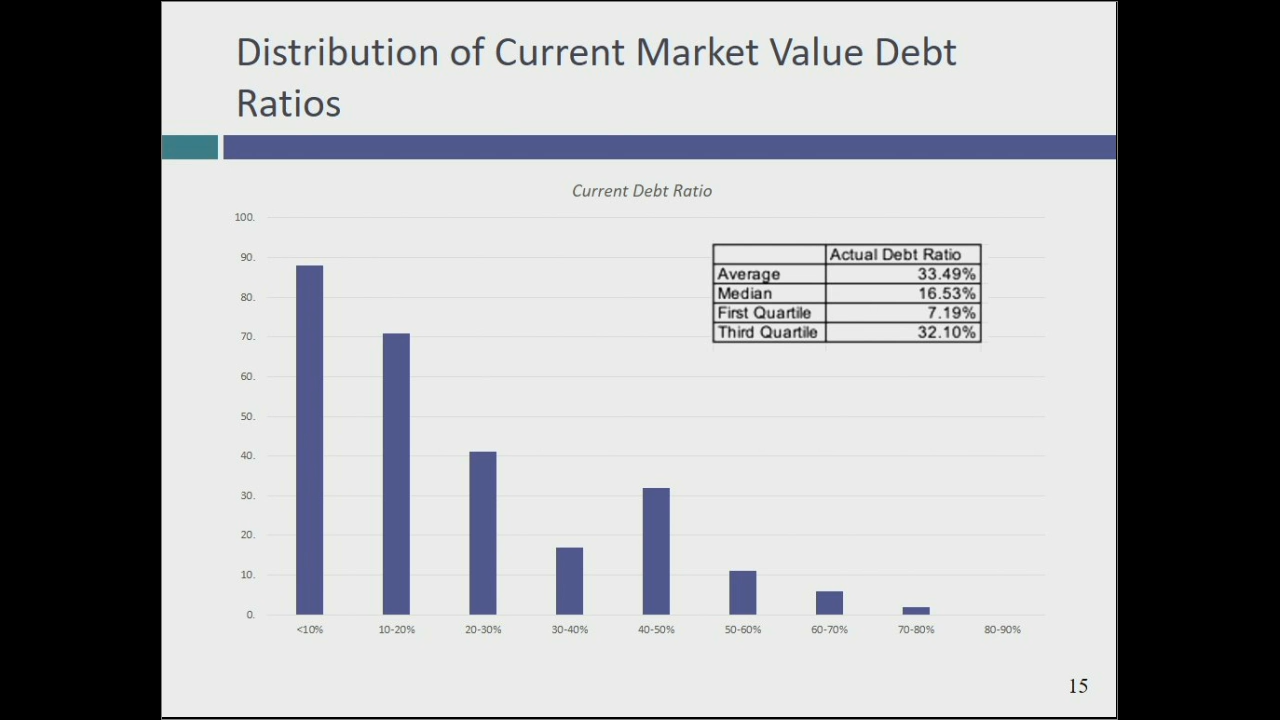 Distribution of Current Market Value Debt
Ratios
Current Debt Ratio
100.
90.
80.
70.
60.
50.
40.
30.
20.
10.
0.
Actual Debt Ratio
Average 33.49%
Median 16.53%
First Quartile 7.19%
Third Quartile 32.10%
<10% 10-20% 20-30% 30-40% 40-50% 50-60% 60-70% 70-80% 80-90%
15